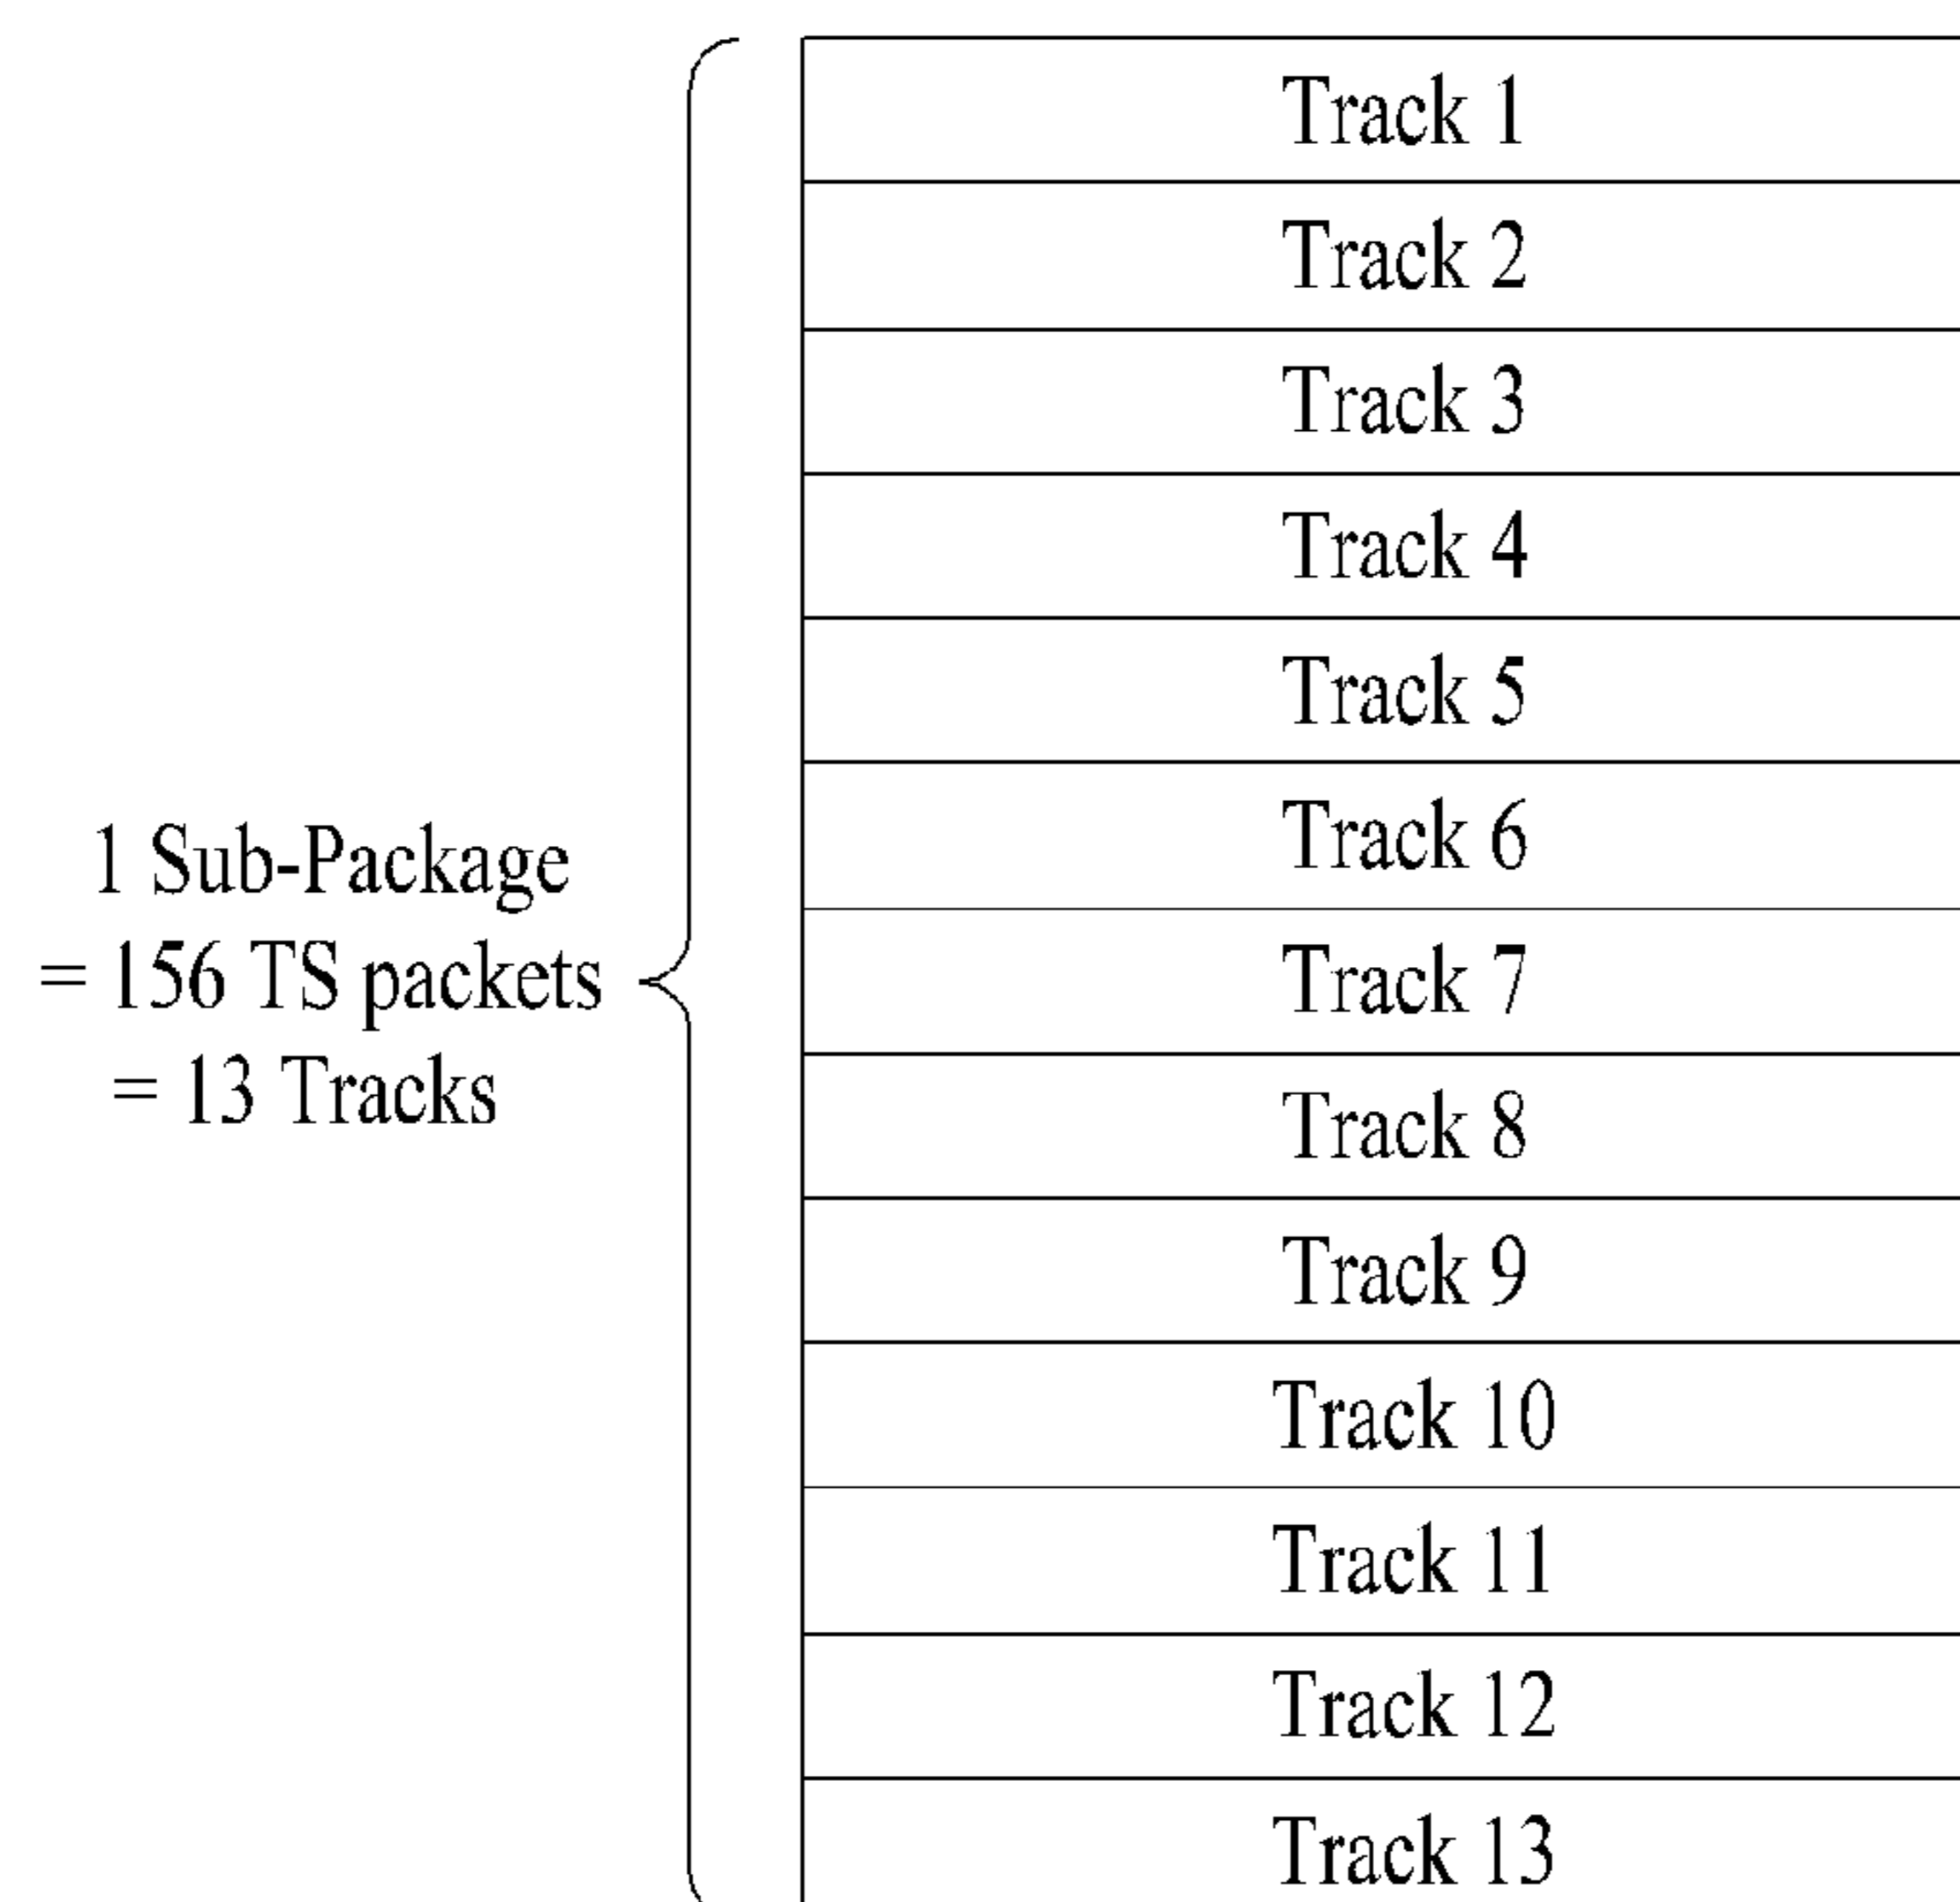 Track 1
Track 2
Track 3
Track 4
Track 5
Track 6
Track 7
Track 8
Track 9
Track 10
Track 11
Track 12
Track 13
1 Sub-Package
= 156 TS packets
= 13 Tracks